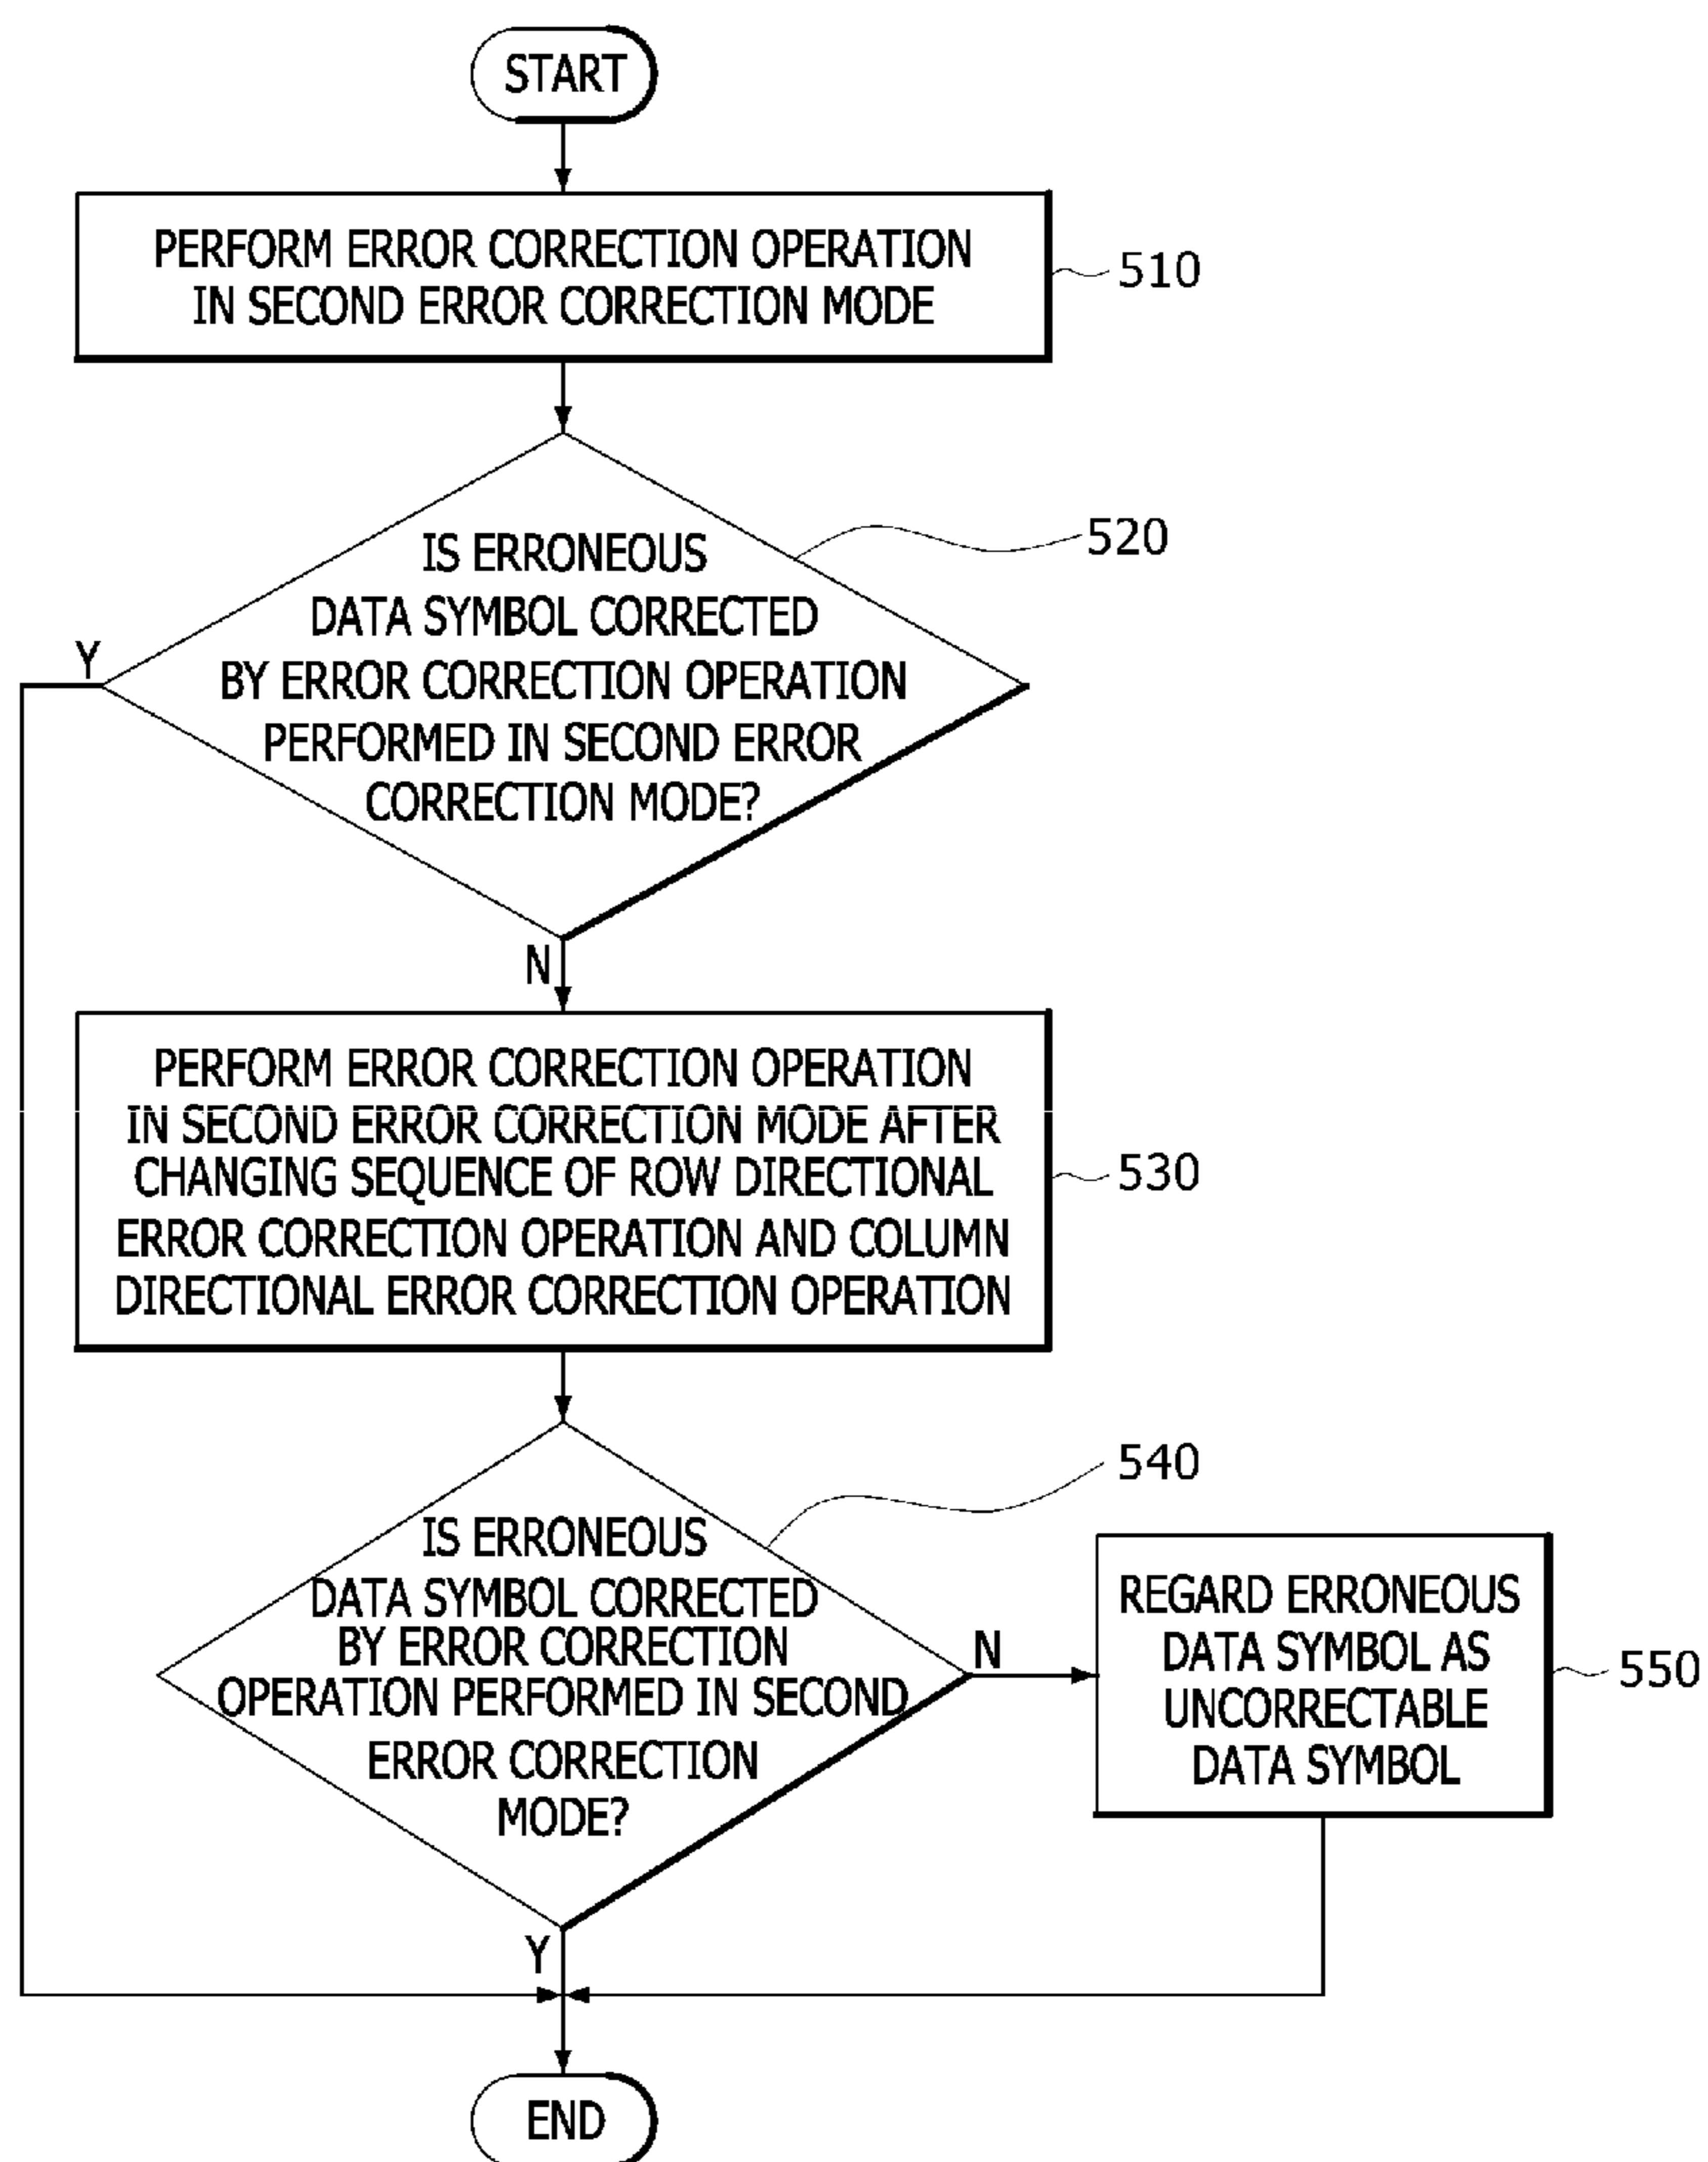 START
PERFORM ERROR CORRECTION OPERATION
IN SECOND ERROR CORRECTION MODE
510
IS ERRONEOUS
DATA SYMBOL CORRECTED
BY ERROR CORRECTION OPERATION
PERFORMED IN SECOND ERROR
CORRECTION MODE?
520
Y
N
PERFORM ERROR CORRECTION OPERATION
IN SECOND ERROR CORRECTION MODE AFTER
CHANGING SEQUENCE OF ROW DIRECTIONAL
ERROR CORRECTION OPERATION AND COLUMN
DIRECTIONAL ERROR CORRECTION OPERATION
530
IS ERRONEOUS
DATA SYMBOL CORRECTED
BY ERROR CORRECTION
OPERATION PERFORMED IN SECOND
ERROR CORRECTION
MODE?
540
N
REGARD ERRONEOUS
DATA SYMBOL AS
UNCORRECTABLE
DATA SYMBOL
550
Y
END